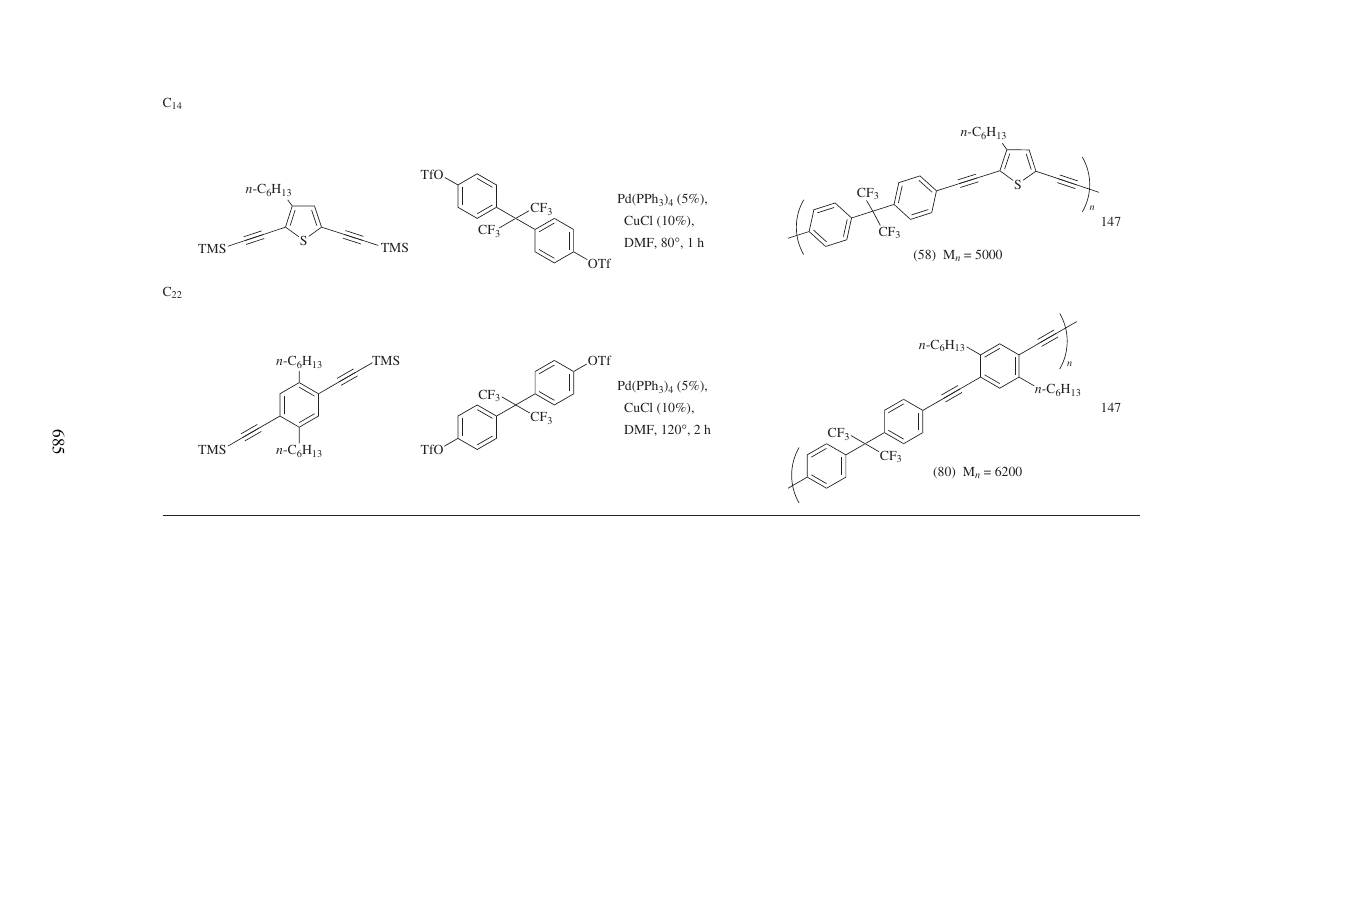 C14
n-C6H13
TMS
S
TMS
TfO
CF3
CF3
OTf
Pd(PPh3)4 (5%),
CuCl (10%),
DMF, 80°, 1 h
n-C6H13
S
CF3
CF3
n
(58) Mn = 5000
147
C22
n-C6H13
TMS
TMS
n-C6H13
OTf
CF3
CF3
TfO
Pd(PPh3)4 (5%),
CuCl (10%),
DMF, 120°, 2 h
n-C6H13
n
n-C6H13
CF3
CF3
(80) Mn = 6200
147
685